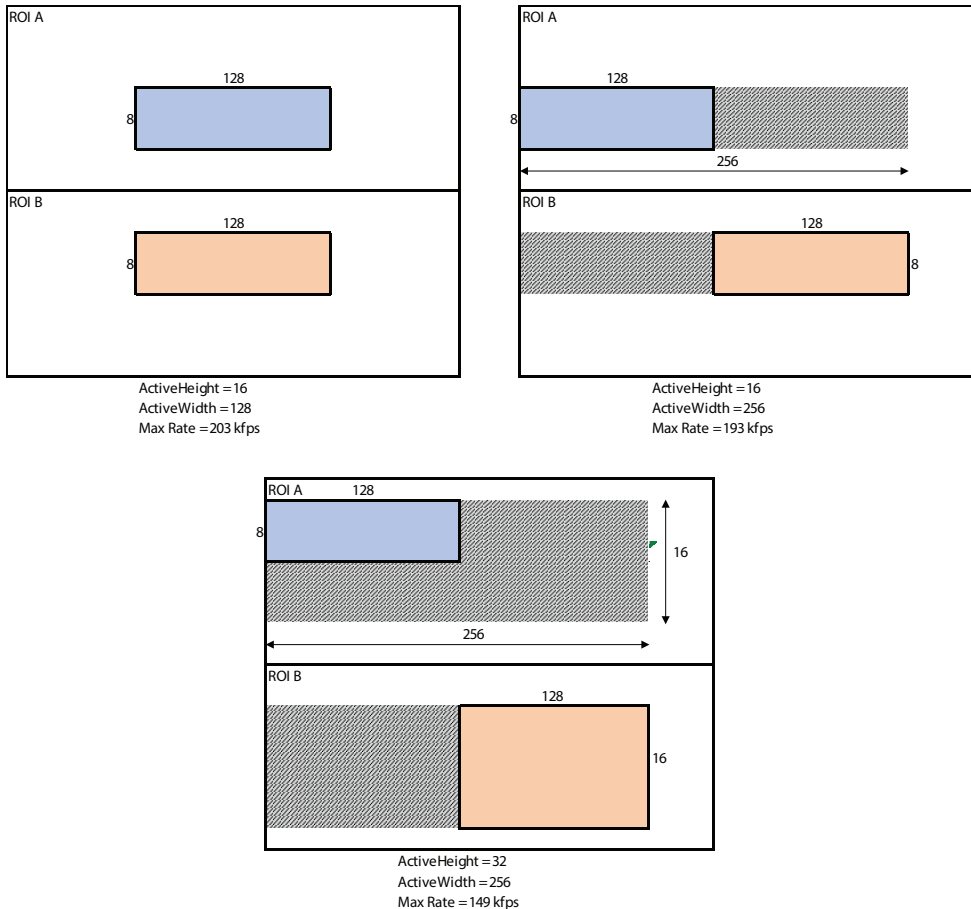 ROI A
128
8
ROI B
128
8
ActiveHeight = 16
ActiveWidth = 128
Max Rate = 203 kfps
ROI A
128
8
256
ROI B
128
8
ActiveHeight = 16
ActiveWidth = 256
Max Rate = 193 kfps
ROI A
128
8
16
256
ROI B
128
16
ActiveHeight = 32
ActiveWidth = 256
Max Rate = 149 kfps